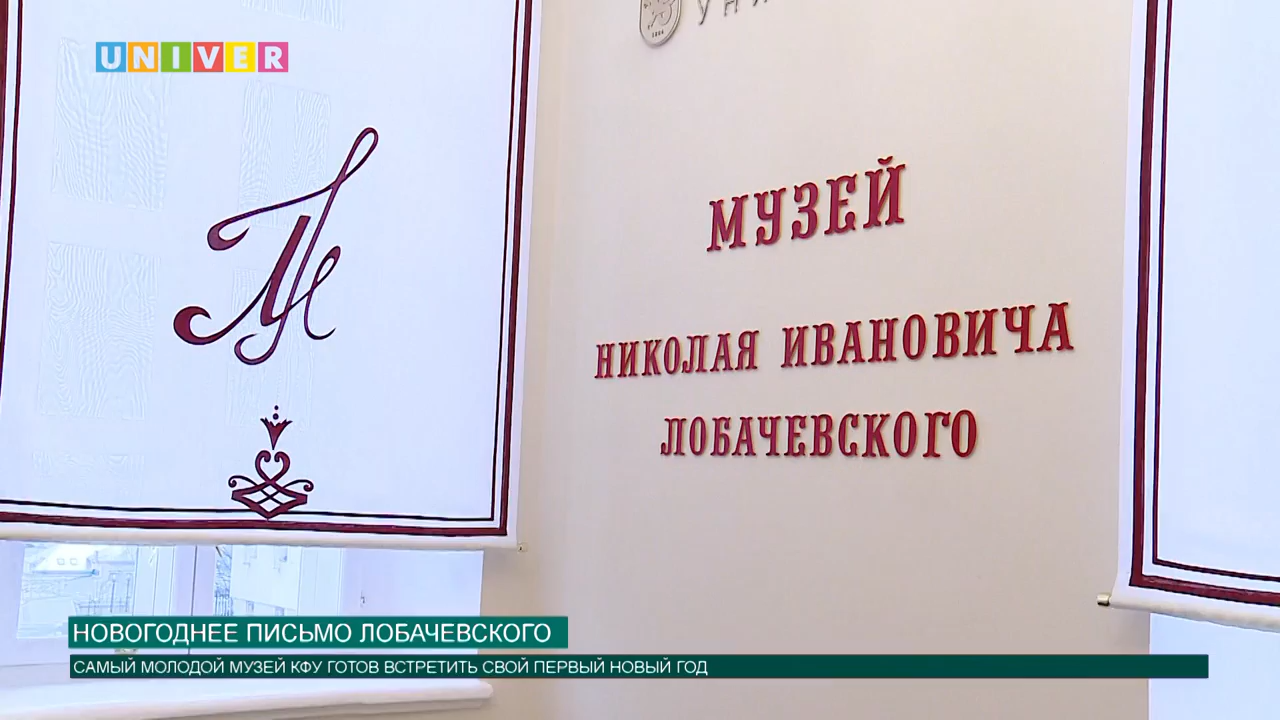 UNIVER
МУЗЕЙ
НИКОЛАЯ ИВАНОВИЧА
ЛОБАЧЕВСКОГО
НОВОГОДНЕЕ ПИСЬМО ЛОБАЧЕВСКОГО
САМЫЙ МОЛОДОЙ МУЗЕЙ КФУ ГОТОВ ВСТРЕТИТЬ СВОЙ ПЕРВЫЙ НОВЫЙ ГОД